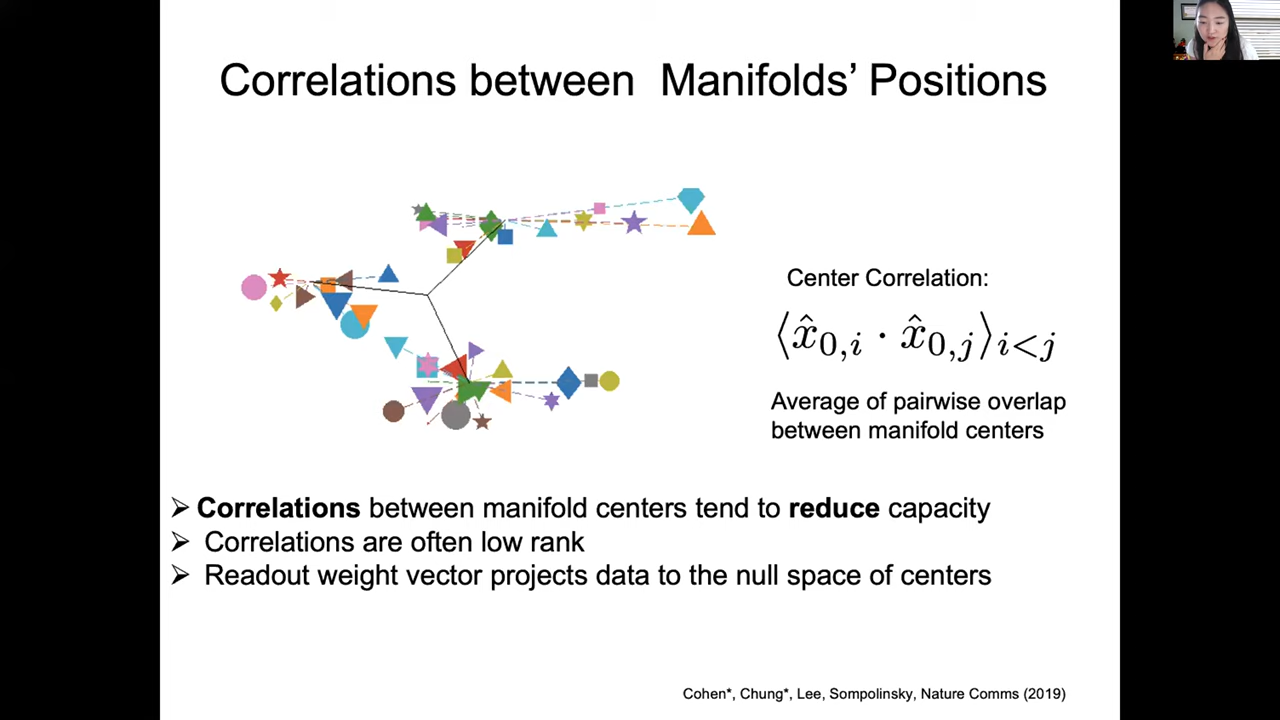 Correlations between  Manifolds' Positions
Center Correlation:
⟨x̂₀,ᵢ · x̂₀,ⱼ⟩ᵢ<ⱼ
Average of pairwise overlap
between manifold centers
➢ Correlations between manifold centers tend to reduce capacity
➢ Correlations are often low rank
➢ Readout weight vector projects data to the null space of centers
Cohen*, Chung*, Lee, Sompolinsky, Nature Comms (2019)